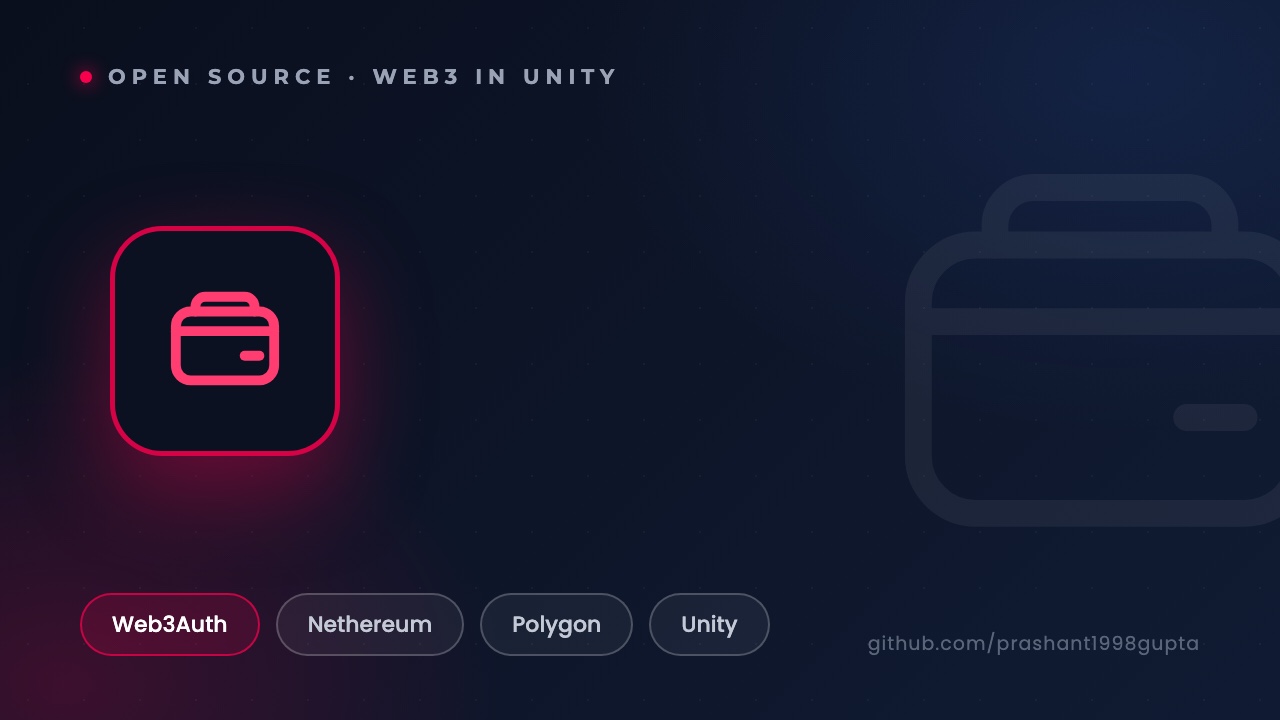 OPEN SOURCE · WEB3 IN UNITY
Web3Auth
Nethereum
Polygon
Unity
github.com/prashant1998gupta